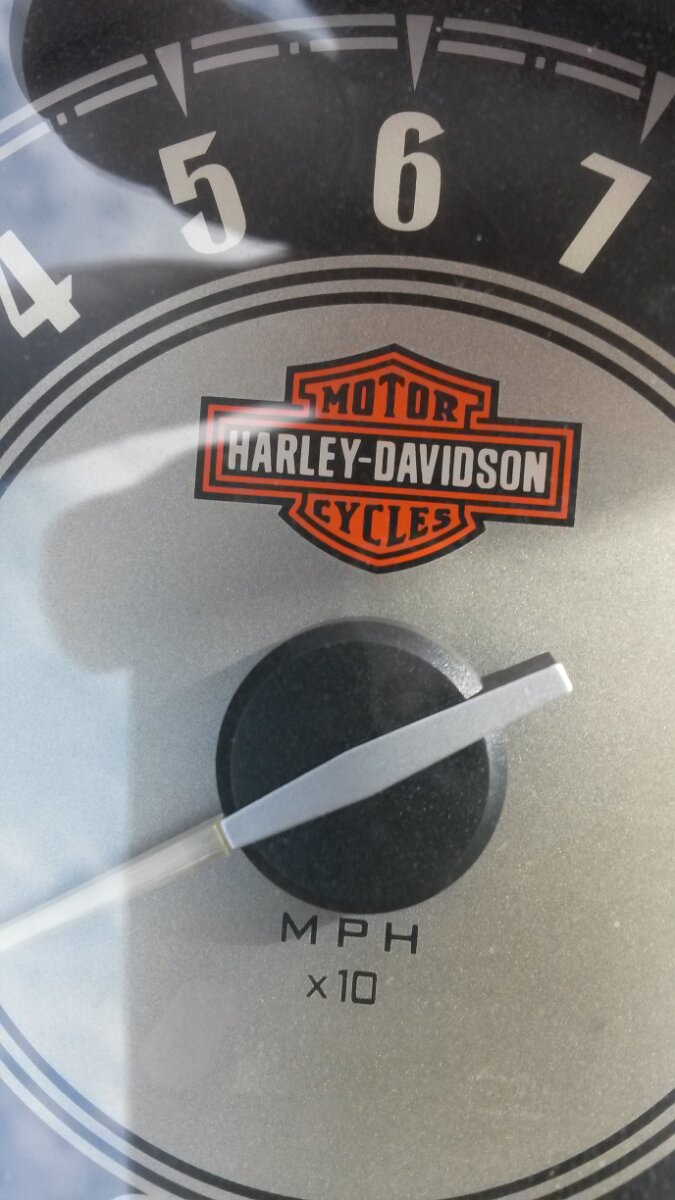 4 5 6 7
MOTOR
HARLEY-DAVIDSON
CYCLES
MPH
x10